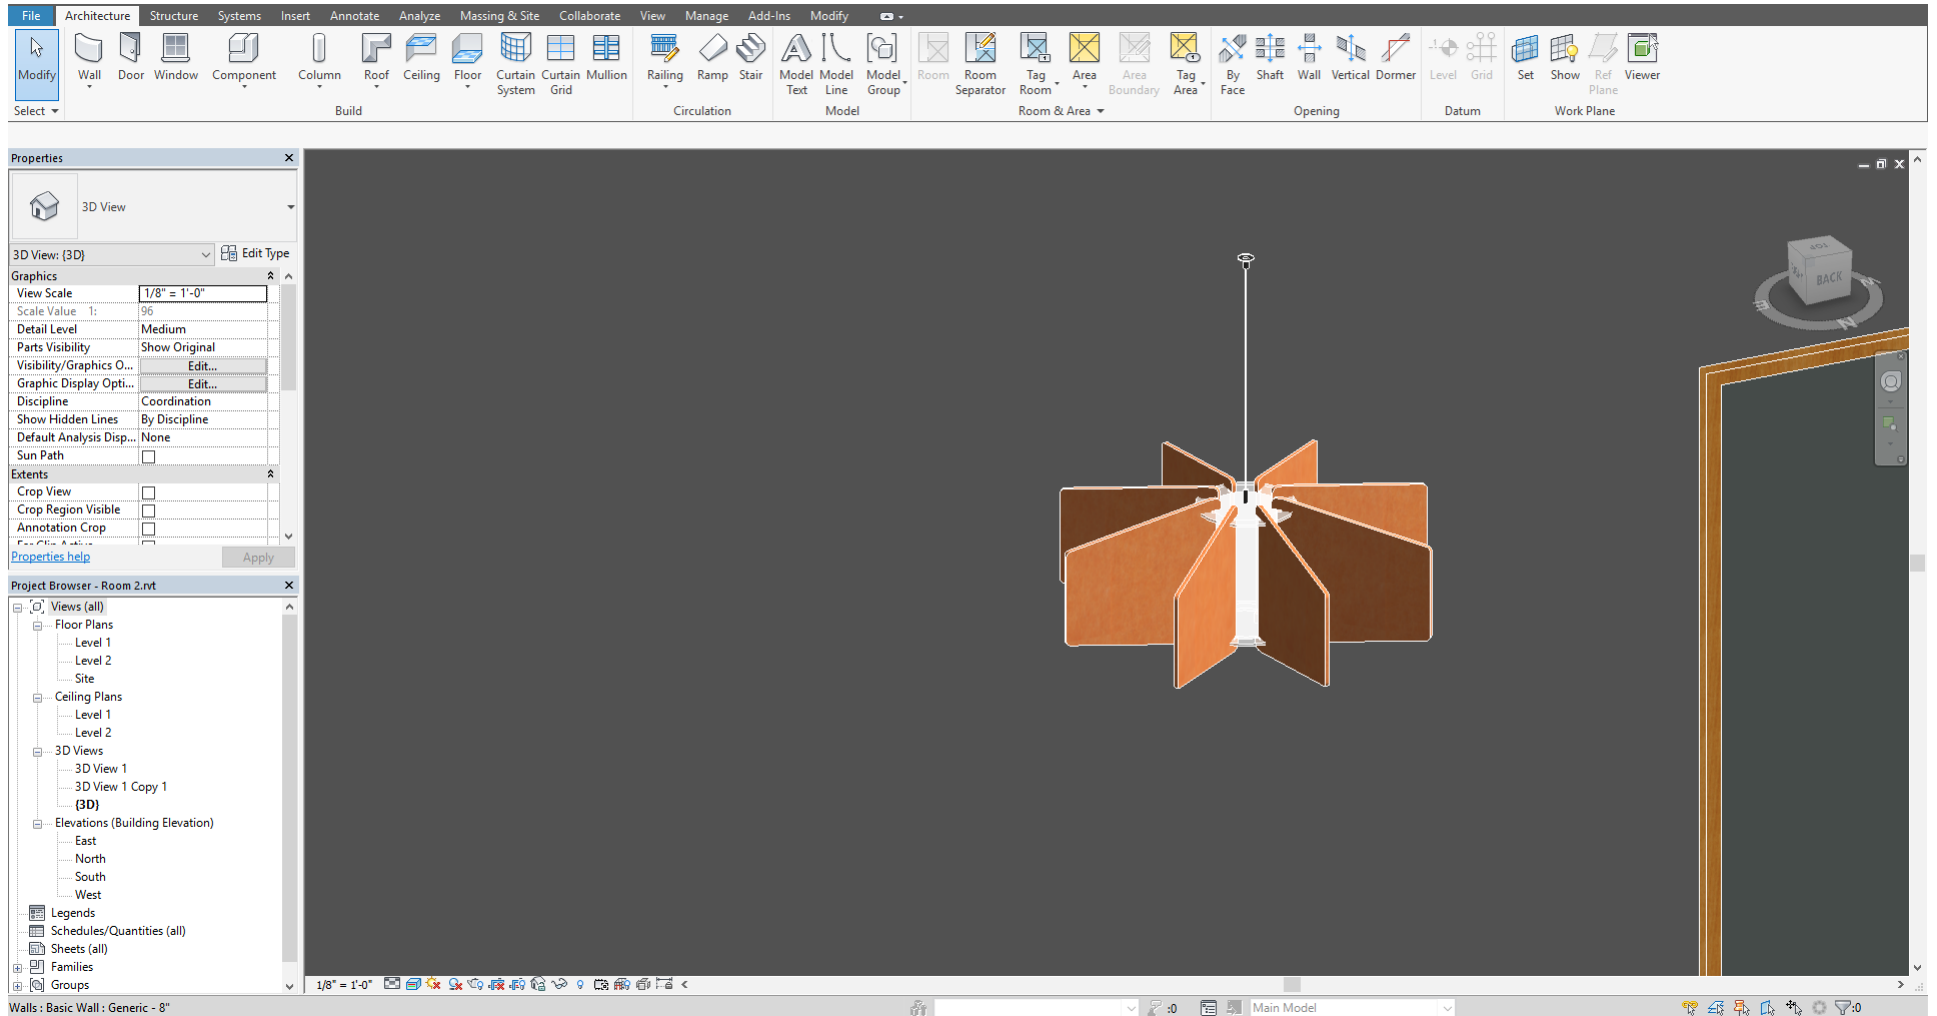 File Architecture Structure Systems Insert Annotate Analyze Massing & Site Collaborate View Manage Add-Ins Modify
Modify Wall Door Window Component Column Roof Ceiling Floor Curtain System Curtain Grid Mullion Railing Ramp Stair Model Text Model Line Model Group Room Room Separator Tag Room Area Area Boundary Tag Area By Face Shaft Wall Vertical Dormer Level Grid Set Show Ref Plane Viewer
Select Build Circulation Model Room & Area Opening Datum Work Plane
Properties
3D View
3D View: {3D} Edit Type
Graphics
View Scale 1/8" = 1'-0"
Scale Value 1: 96
Detail Level Medium
Parts Visibility Show Original
Visibility/Graphics O... Edit...
Graphic Display Opti... Edit...
Discipline Coordination
Show Hidden Lines By Discipline
Default Analysis Disp... None
Sun Path
Extents
Crop View
Crop Region Visible
Annotation Crop
Properties help Apply
Project Browser - Room 2.rvt
Views (all)
Floor Plans
Level 1
Level 2
Site
Ceiling Plans
Level 1
Level 2
3D Views
3D View 1
3D View 1 Copy 1
{3D}
Elevations (Building Elevation)
East
North
South
West
Legends
Schedules/Quantities (all)
Sheets (all)
Families
Groups
TOP
BACK
E
N
1/8" = 1'-0"
Walls : Basic Wall : Generic - 8" :0 Main Model :0